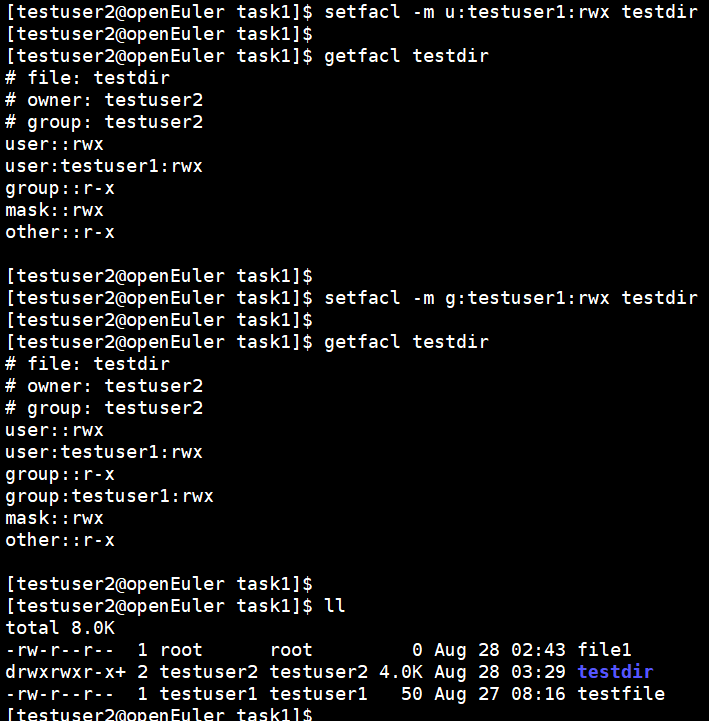 [testuser2@openEuler task1]$ setfacl -m u:testuser1:rwx testdir
[testuser2@openEuler task1]$
[testuser2@openEuler task1]$ getfacl testdir
# file: testdir
# owner: testuser2
# group: testuser2
user::rwx
user:testuser1:rwx
group::r-x
mask::rwx
other::r-x

[testuser2@openEuler task1]$
[testuser2@openEuler task1]$ setfacl -m g:testuser1:rwx testdir
[testuser2@openEuler task1]$
[testuser2@openEuler task1]$ getfacl testdir
# file: testdir
# owner: testuser2
# group: testuser2
user::rwx
user:testuser1:rwx
group::r-x
group:testuser1:rwx
mask::rwx
other::r-x

[testuser2@openEuler task1]$
[testuser2@openEuler task1]$ ll
total 8.0K
-rw-r--r--  1 root      root         0 Aug 28 02:43 file1
drwxrwxr-x+ 2 testuser2 testuser2 4.0K Aug 28 03:29 testdir
-rw-r--r--  1 testuser1 testuser1   50 Aug 27 08:16 testfile
[testuser2@openEuler task1]$